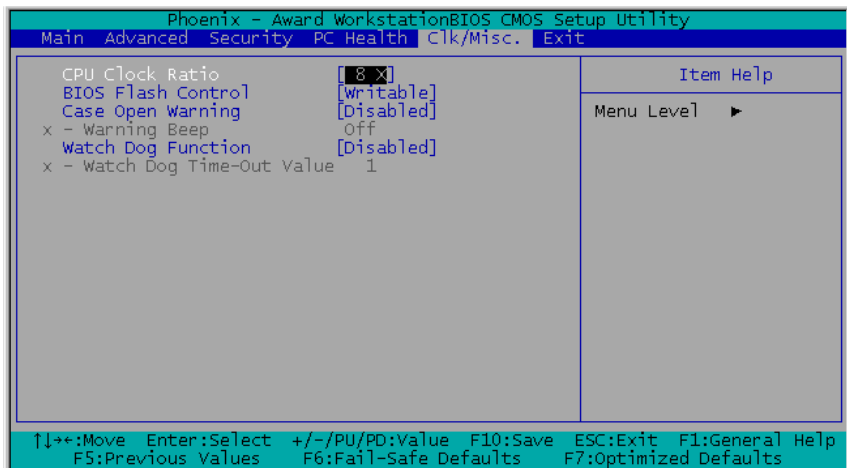 Phoenix - Award WorkstationBIOS CMOS Setup Utility
Main Advanced Security PC Health Clk/Misc. Exit
CPU Clock Ratio [ 8 X]
BIOS Flash Control [Writable]
Case Open Warning [Disabled]
x - Warning Beep Off
Watch Dog Function [Disabled]
x - Watch Dog Time-Out Value 1
Item Help
Menu Level ►
↑↓→←:Move Enter:Select +/-/PU/PD:Value F10:Save ESC:Exit F1:General Help
F5:Previous Values F6:Fail-Safe Defaults F7:Optimized Defaults